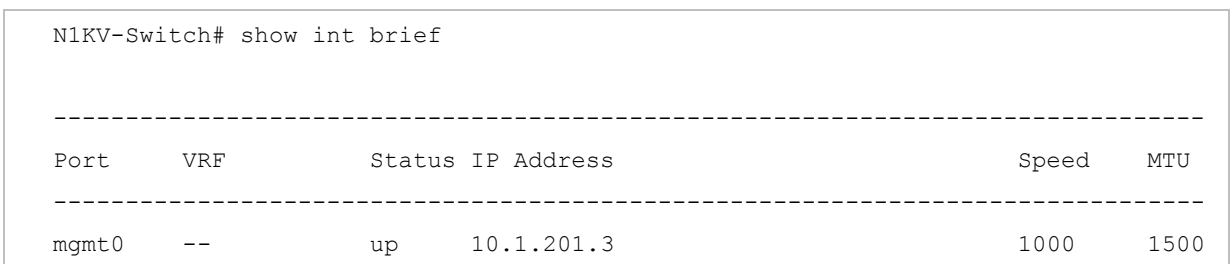 N1KV-Switch# show int brief
--------------------------------------------------------------------------------
Port     VRF          Status IP Address                            Speed    MTU
--------------------------------------------------------------------------------
mgmt0    --           up     10.1.201.3                            1000     1500